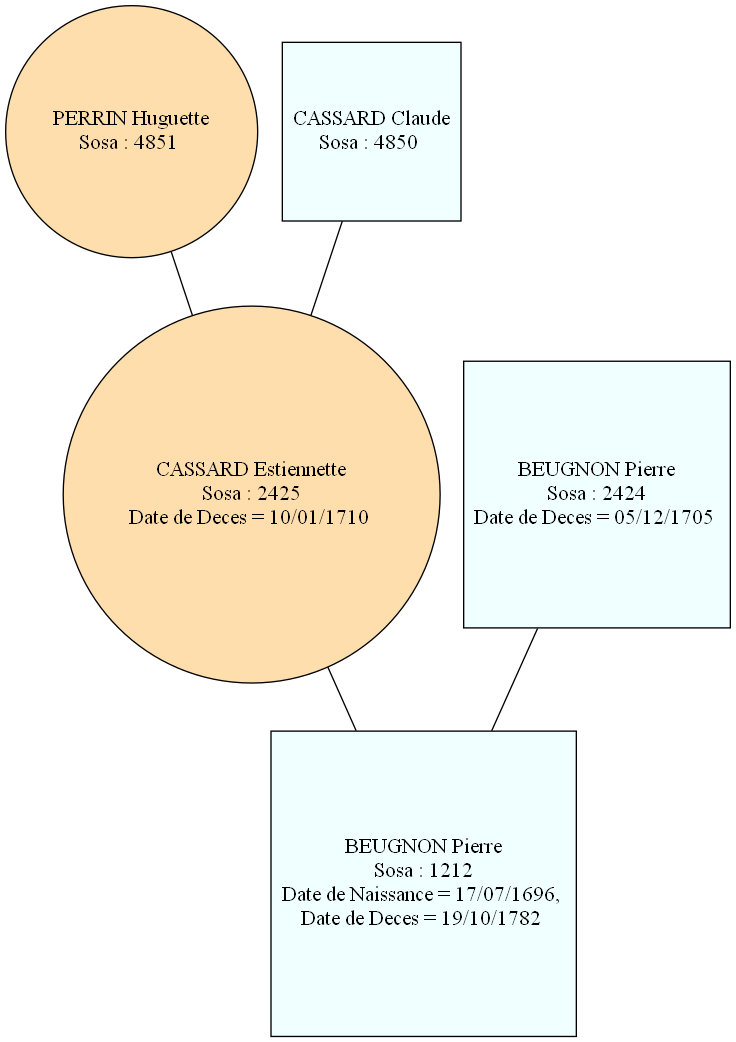 PERRIN Huguette
Sosa : 4851
CASSARD Claude
Sosa : 4850
CASSARD Estiennette
Sosa : 2425
Date de Deces = 10/01/1710
BEUGNON Pierre
Sosa : 2424
Date de Deces = 05/12/1705
BEUGNON Pierre
Sosa : 1212
Date de Naissance = 17/07/1696,
Date de Deces = 19/10/1782